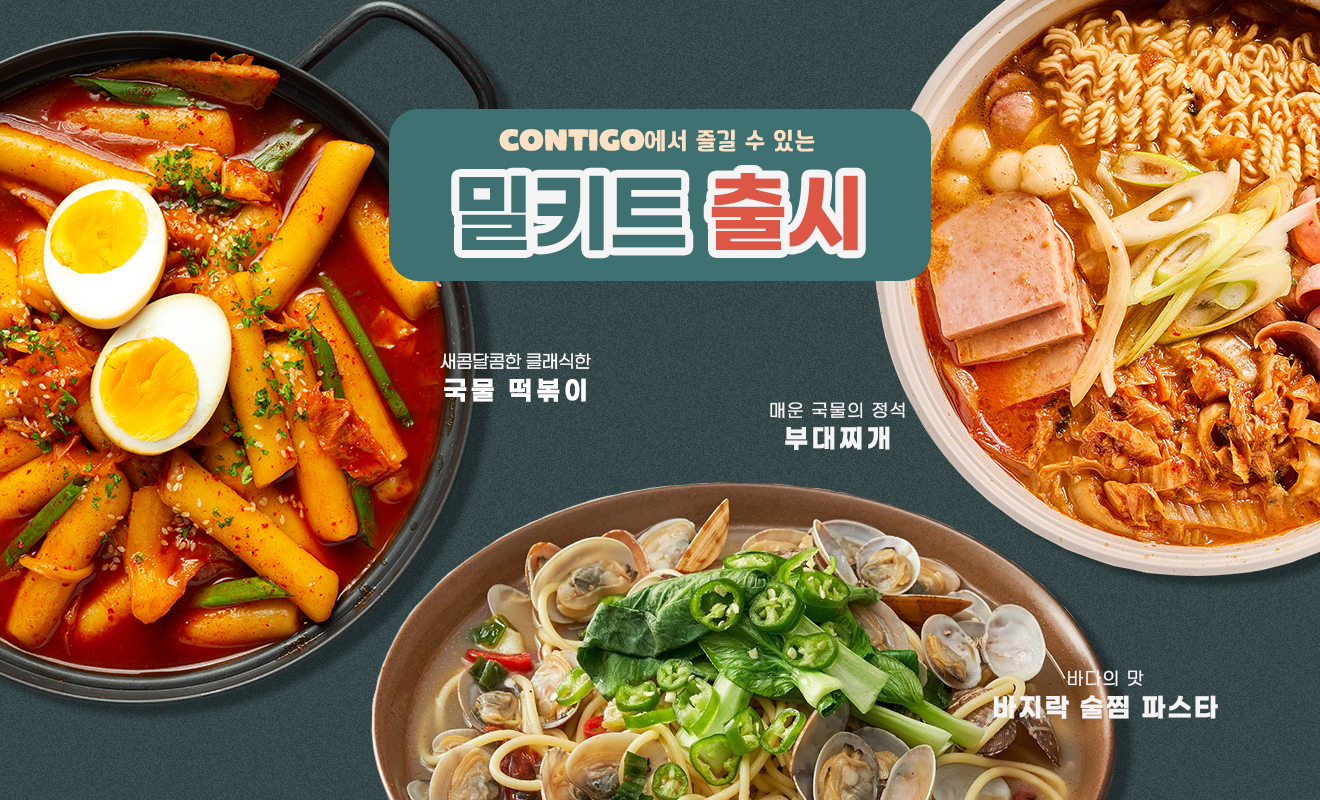 CONTIGO에서 즐길 수 있는
밀키트 출시
새콤달콤한 클래식한
국물 떡볶이
매운 국물의 정석
부대찌개
바다의 맛
바지락 술찜 파스타